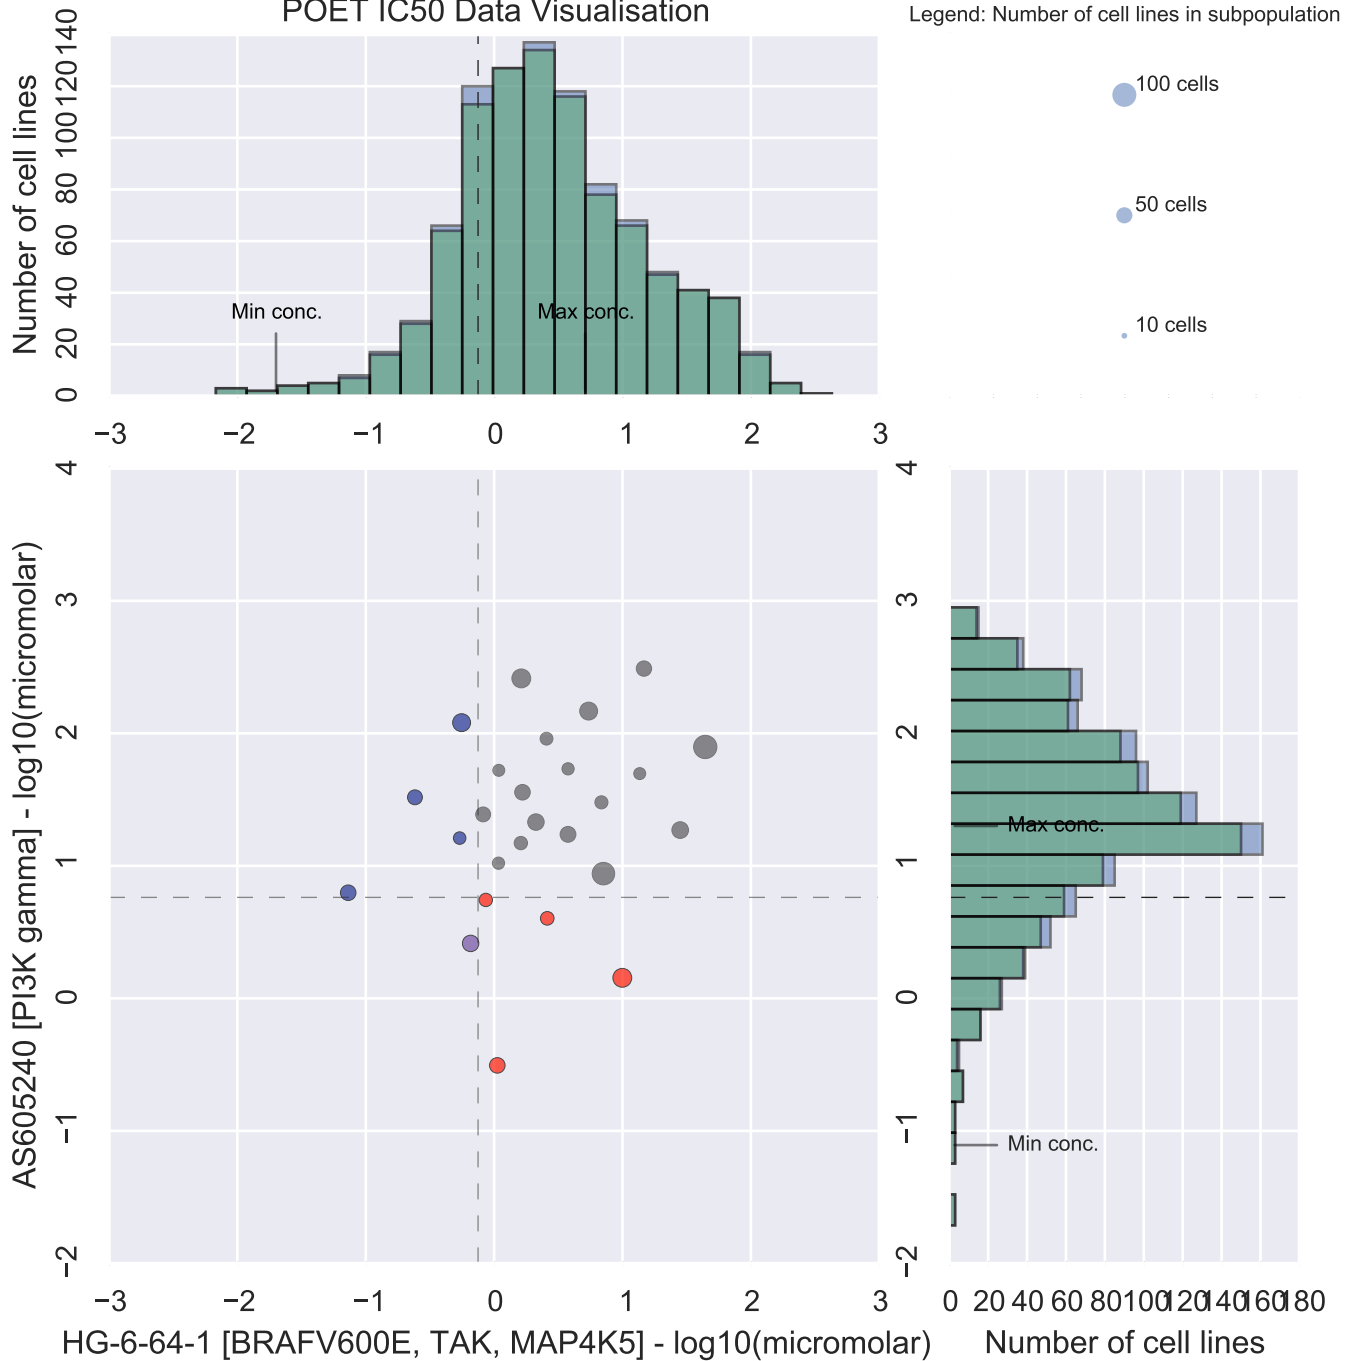 POET IC50 Data Visualisation
Legend: Number of cell lines in subpopulation
100 cells
50 cells
10 cells
Number of cell lines
0 20 40 60 80 100 120 140
Min conc.
Max conc.
−3 −2 −1 0 1 2 3
AS605240 [PI3K gamma] - log10(micromolar)
4
3
2
1
0
−1
−2
−3 −2 −1 0 1 2 3
HG-6-64-1 [BRAFV600E, TAK, MAP4K5] - log10(micromolar)
4
3
2
1
0
−1
−2
Max conc.
Min conc.
0 20 40 60 80 100 120 140 160 180
Number of cell lines